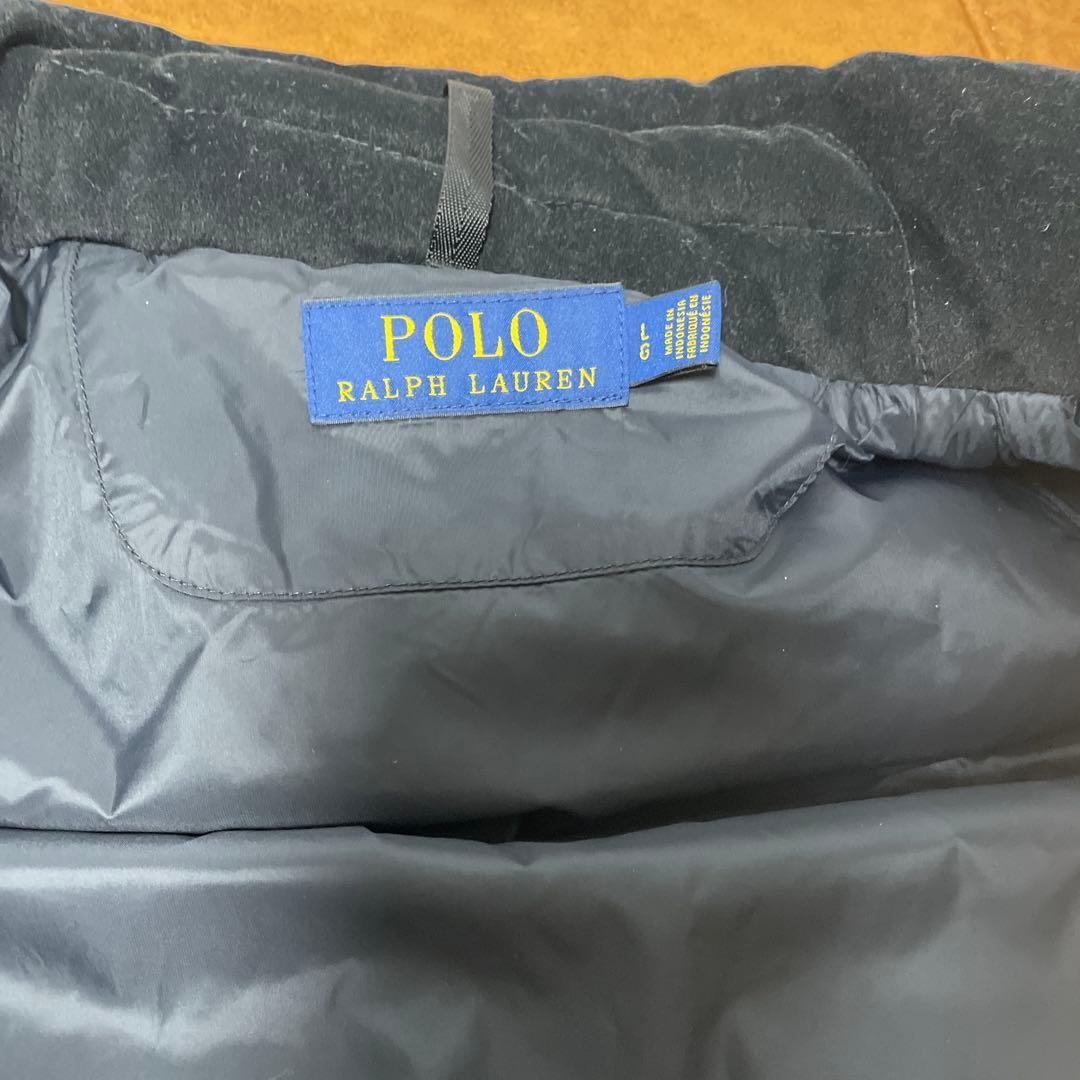 POLO
RALPH LAUREN
L G
MADE IN
INDONESIA
FABRIQUÉ EN
INDONÉSIE